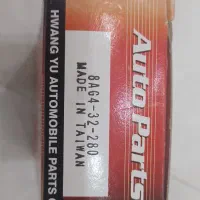 Auto Parts
8AG4-32-280
MADE IN TAIWAN
HWANG YU AUTOMOBILE PARTS